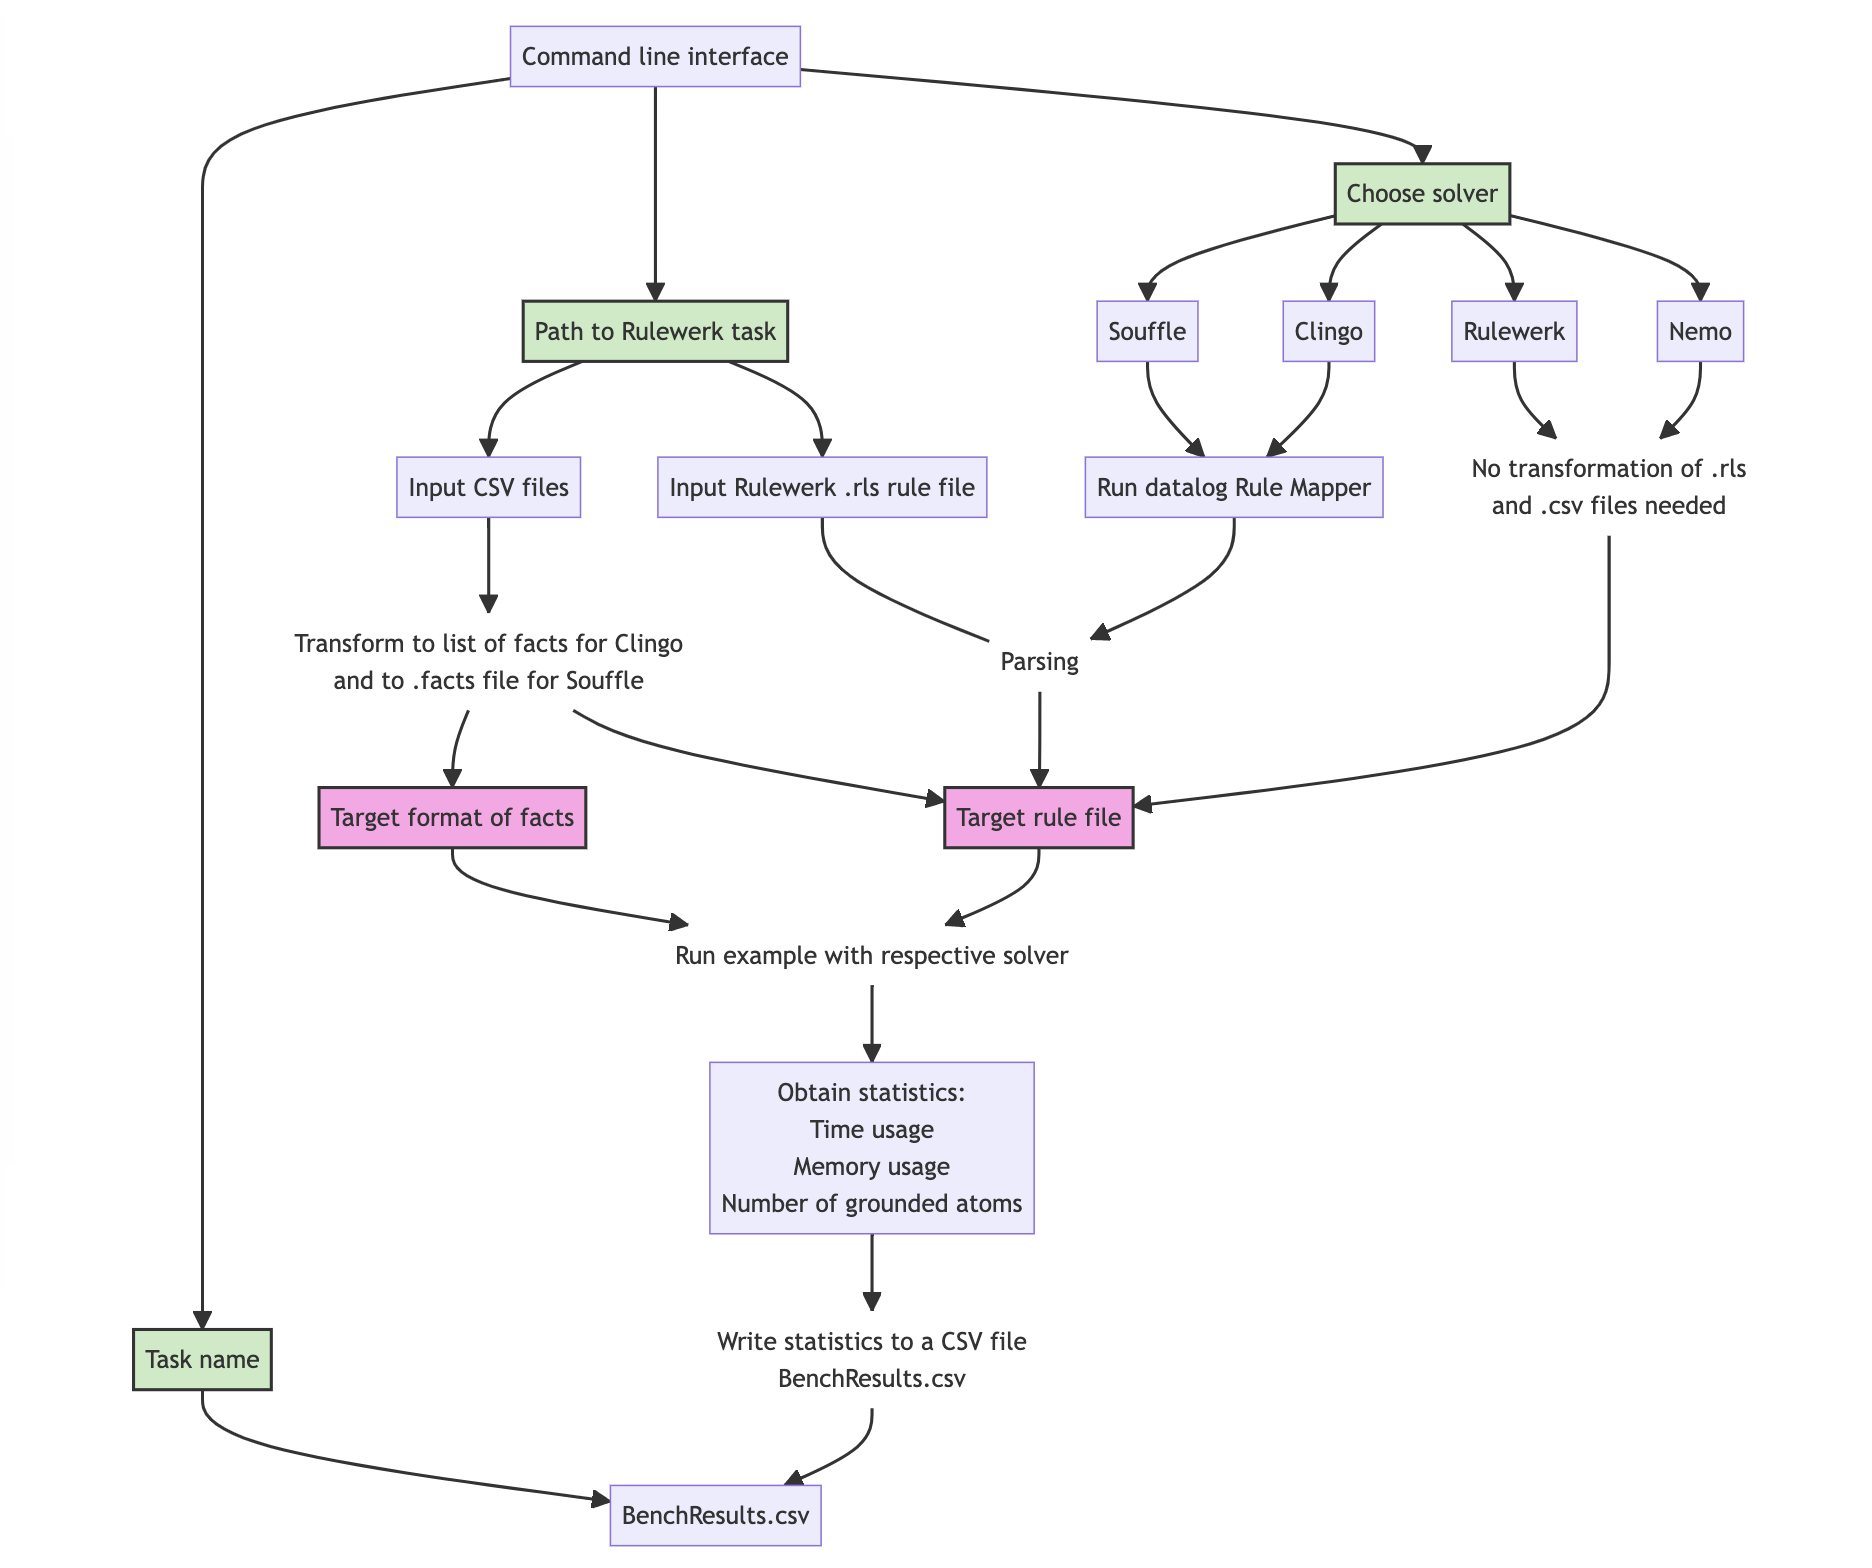 Command line interface
Choose solver
Path to Rulewerk task
Souffle
Clingo
Rulewerk
Nemo
Input CSV files
Input Rulewerk .rls rule file
Run datalog Rule Mapper
No transformation of .rls
and .csv files needed
Transform to list of facts for Clingo
and to .facts file for Souffle
Parsing
Target format of facts
Target rule file
Run example with respective solver
Obtain statistics:
Time usage
Memory usage
Number of grounded atoms
Write statistics to a CSV file
BenchResults.csv
Task name
BenchResults.csv